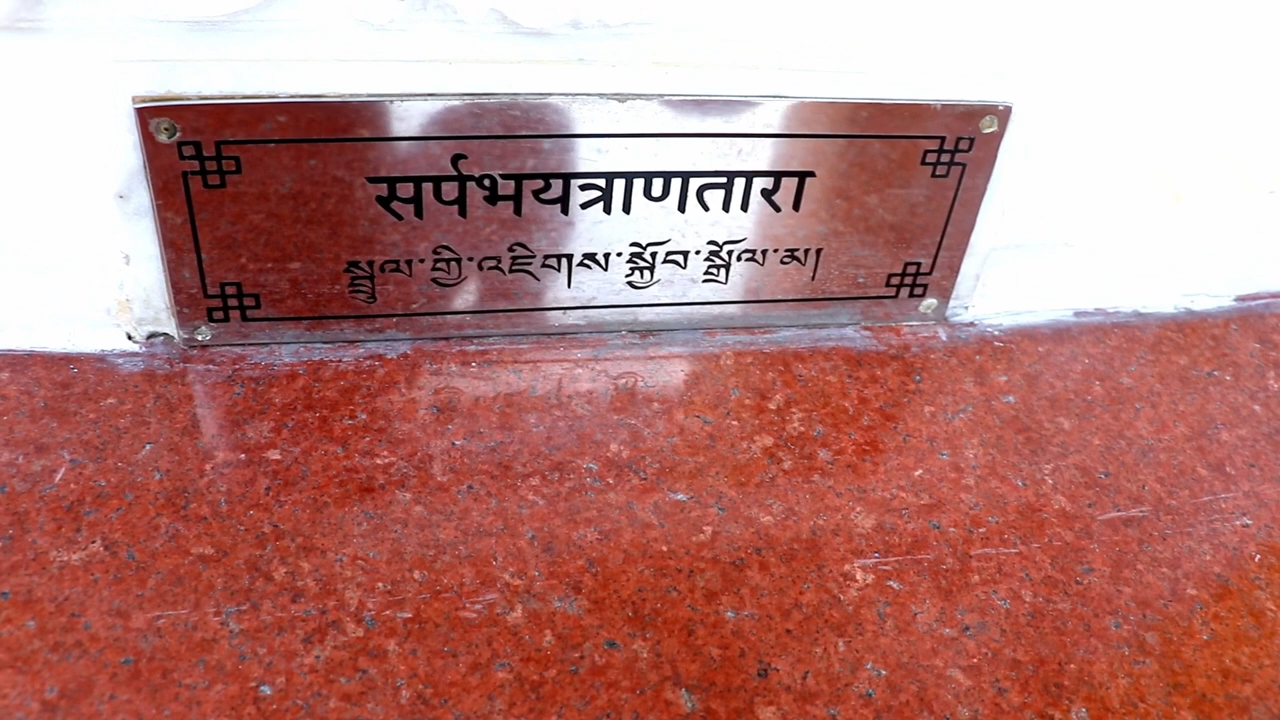 सर्पभयत्राणतारा
སྦྲུལ་གྱི་འཇིགས་སྐྱོབ་སྒྲོལ་མ།